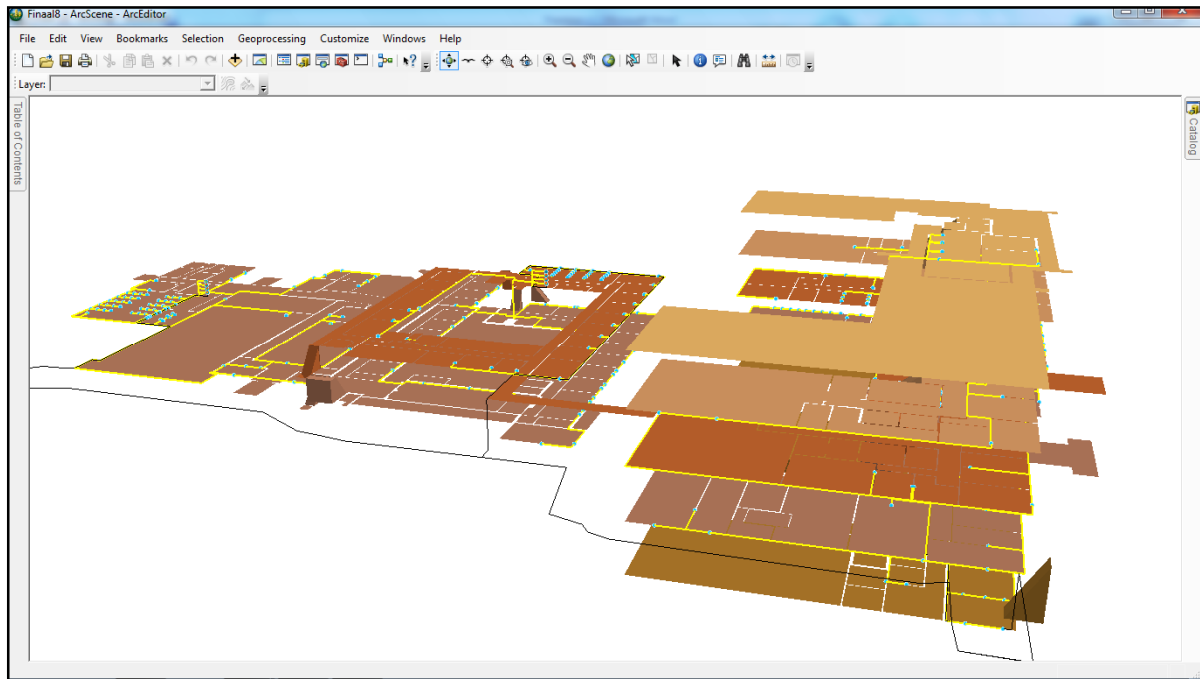 Finaal8 - ArcScene - ArcEditor
File Edit View Bookmarks Selection Geoprocessing Customize Windows Help
Layer:
Table of Contents
Catalog